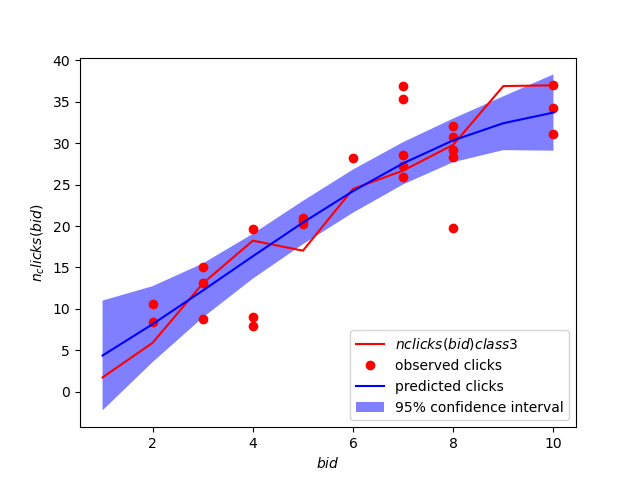 40
35
30
25
20
15
10
5
0
n_clicks(bid)
2
4
6
8
10
bid
nclicks(bid)class3
observed clicks
predicted clicks
95% confidence interval